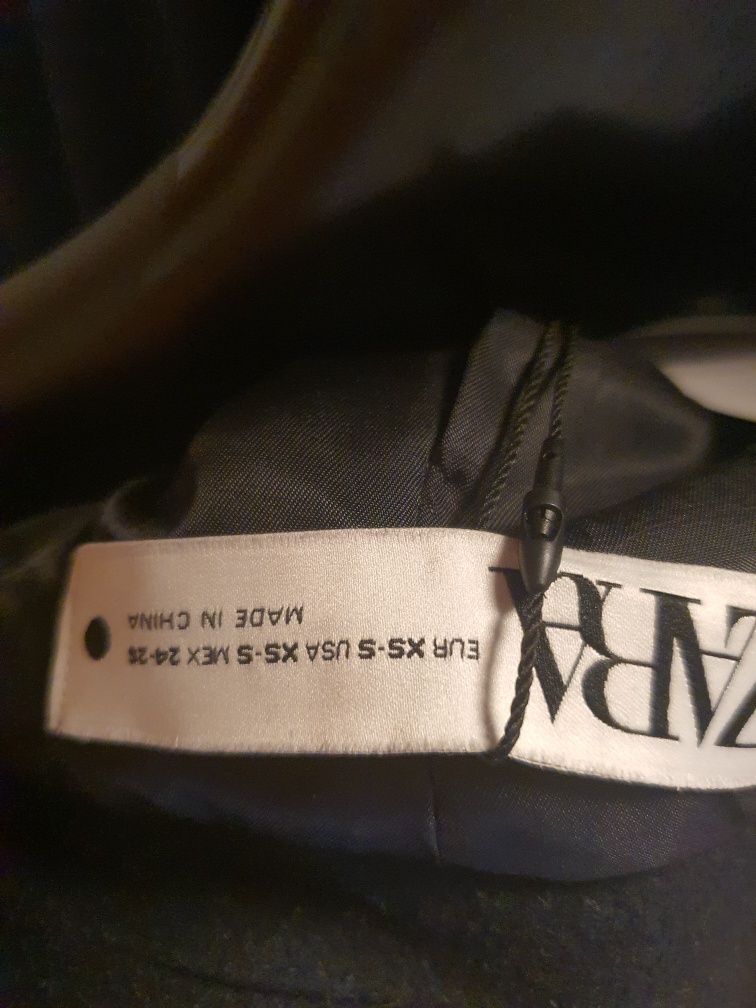 ZARA
EUR XS-S USA XS-S MEX 24-26
MADE IN CHINA